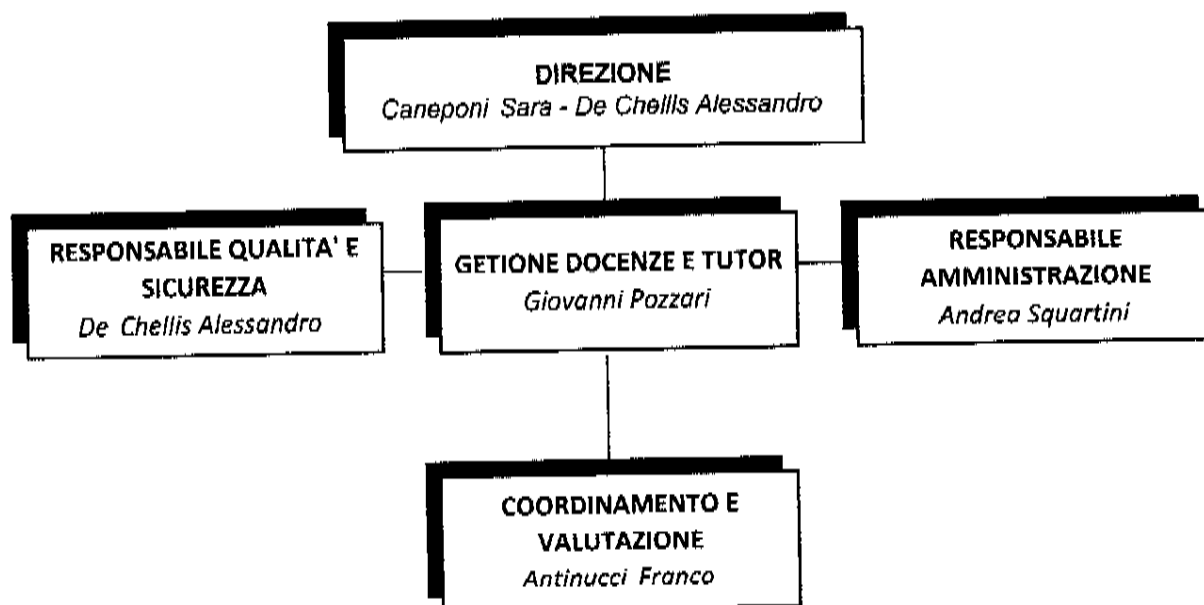 DIREZIONE
Caneponi Sara - De Chellis Alessandro
RESPONSABILE QUALITA' E
SICUREZZA
De Chellis Alessandro
GETIONE DOCENZE E TUTOR
Giovanni Pozzari
RESPONSABILE
AMMINISTRAZIONE
Andrea Squartini
COORDINAMENTO E
VALUTAZIONE
Antinucci Franco